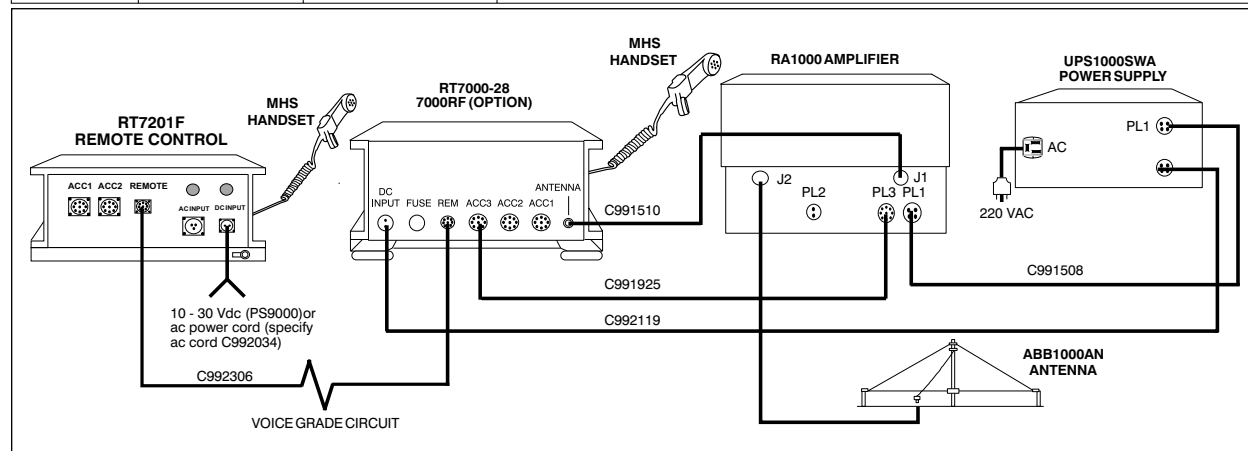 RT7201F
REMOTE CONTROL
ACC1 ACC2 REMOTE
AC INPUT DC INPUT
MHS
HANDSET
10 - 30 Vdc (PS9000)or
ac power cord (specify
ac cord C992034)
C992306
VOICE GRADE CIRCUIT
RT7000-28
7000RF (OPTION)
MHS
HANDSET
DC
INPUT FUSE REM ACC3 ACC2 ACC1
ANTENNA
C991510
C991925
C992119
RA1000 AMPLIFIER
J2
J1
PL2
PL3 PL1
UPS1000SWA
POWER SUPPLY
PL1
AC
220 VAC
C991508
ABB1000AN
ANTENNA